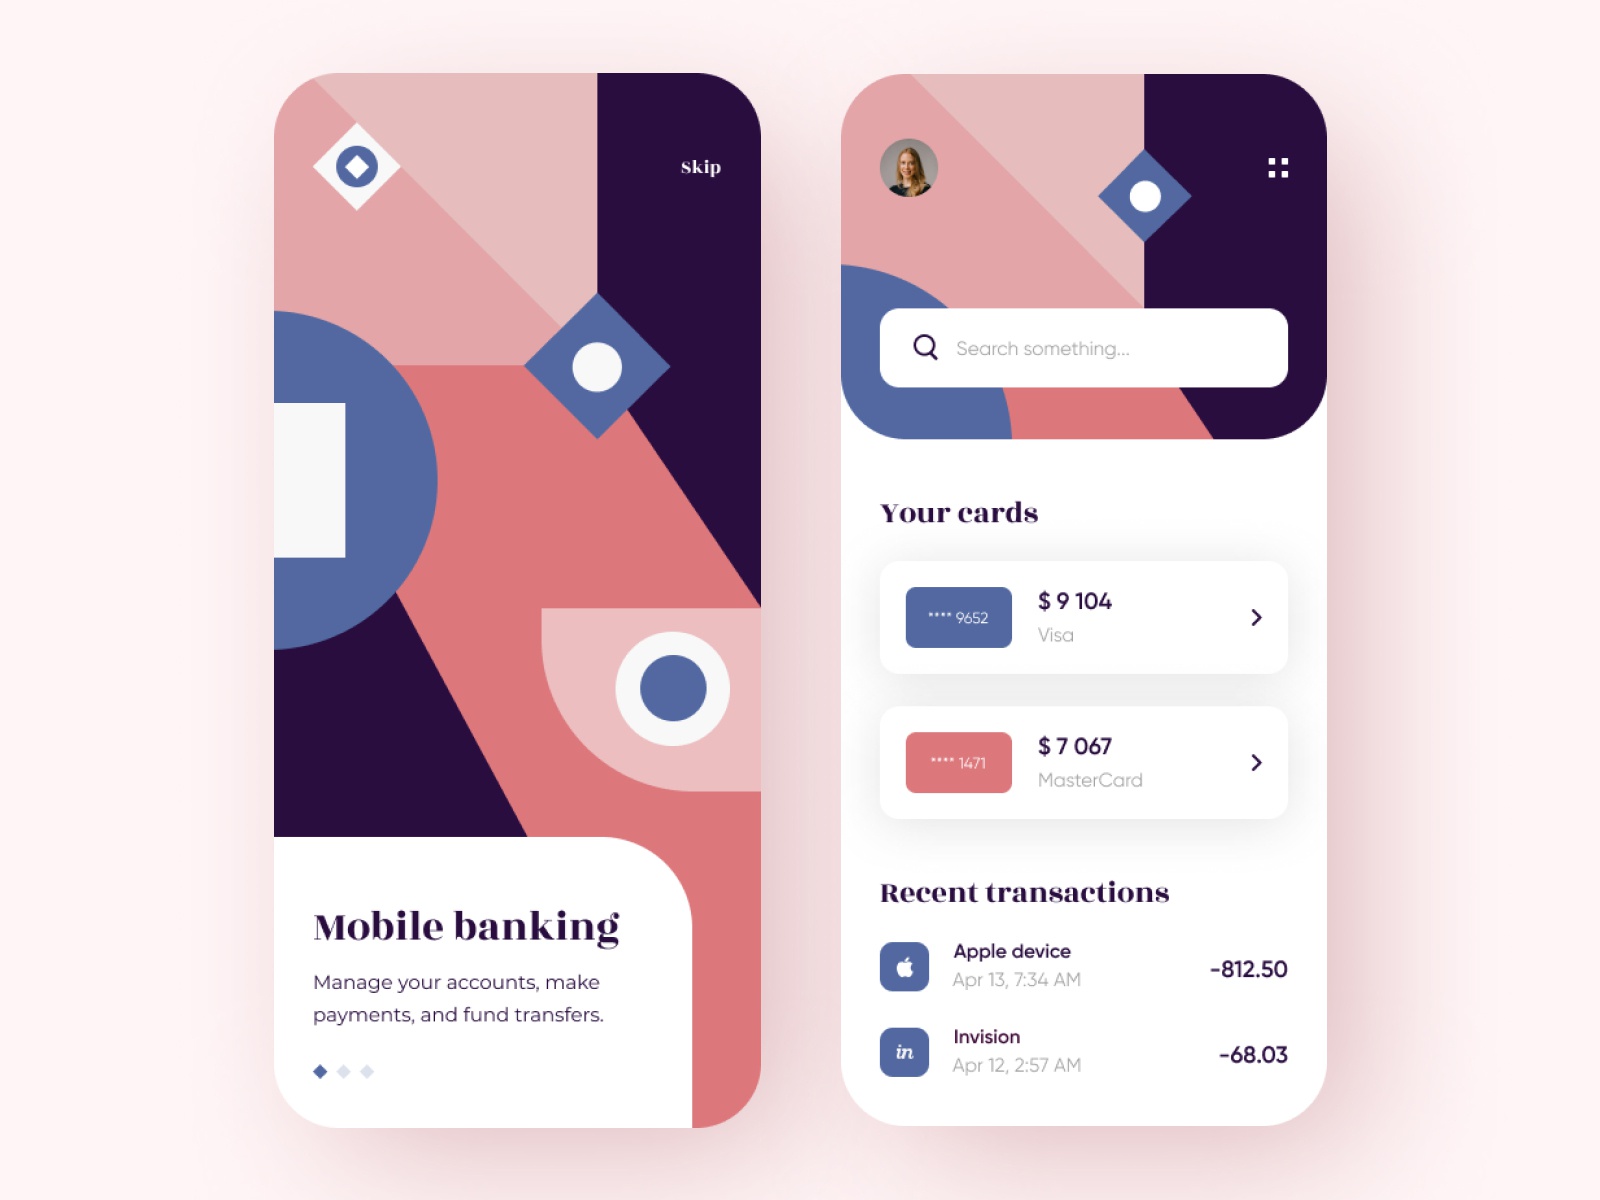 Skip
Mobile banking
Manage your accounts, make
payments, and fund transfers.
Search something...
Your cards
**** 9652
$ 9 104
Visa
**** 1471
$ 7 067
MasterCard
Recent transactions
Apple device
Apr 13, 7:34 AM
-812.50
in
Invision
Apr 12, 2:57 AM
-68.03